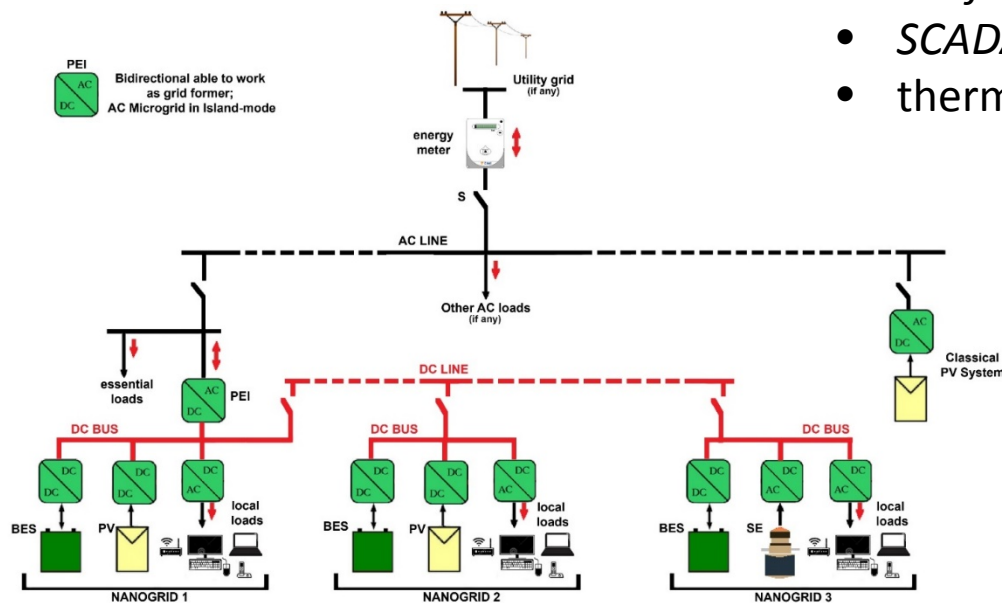 • SCADA
• therm
PEI
AC
DC
Bidirectional able to work
as grid former;
AC Microgrid in Island-mode
Utility grid
(if any)
energy
meter
S
AC LINE
Other AC loads
(if any)
essential
loads
AC
DC
PEI
AC
DC
Classical
PV System
DC LINE
DC BUS
DC BUS
DC BUS
DC
DC
DC
DC
DC
AC
DC
DC
DC
DC
DC
AC
DC
DC
DC
AC
DC
AC
BES
PV
local
loads
BES
PV
local
loads
BES
SE
local
loads
NANOGRID 1
NANOGRID 2
NANOGRID 3